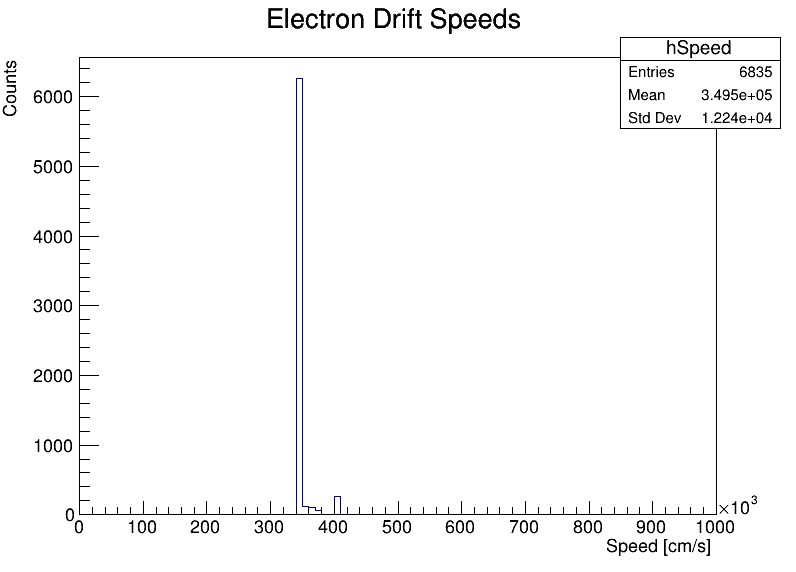 Electron Drift Speeds
hSpeed
Entries 6835
Mean 3.495e+05
Std Dev 1.224e+04
Counts
6000
5000
4000
3000
2000
1000
0
0 100 200 300 400 500 600 700 800 900 1000
×10³
Speed [cm/s]